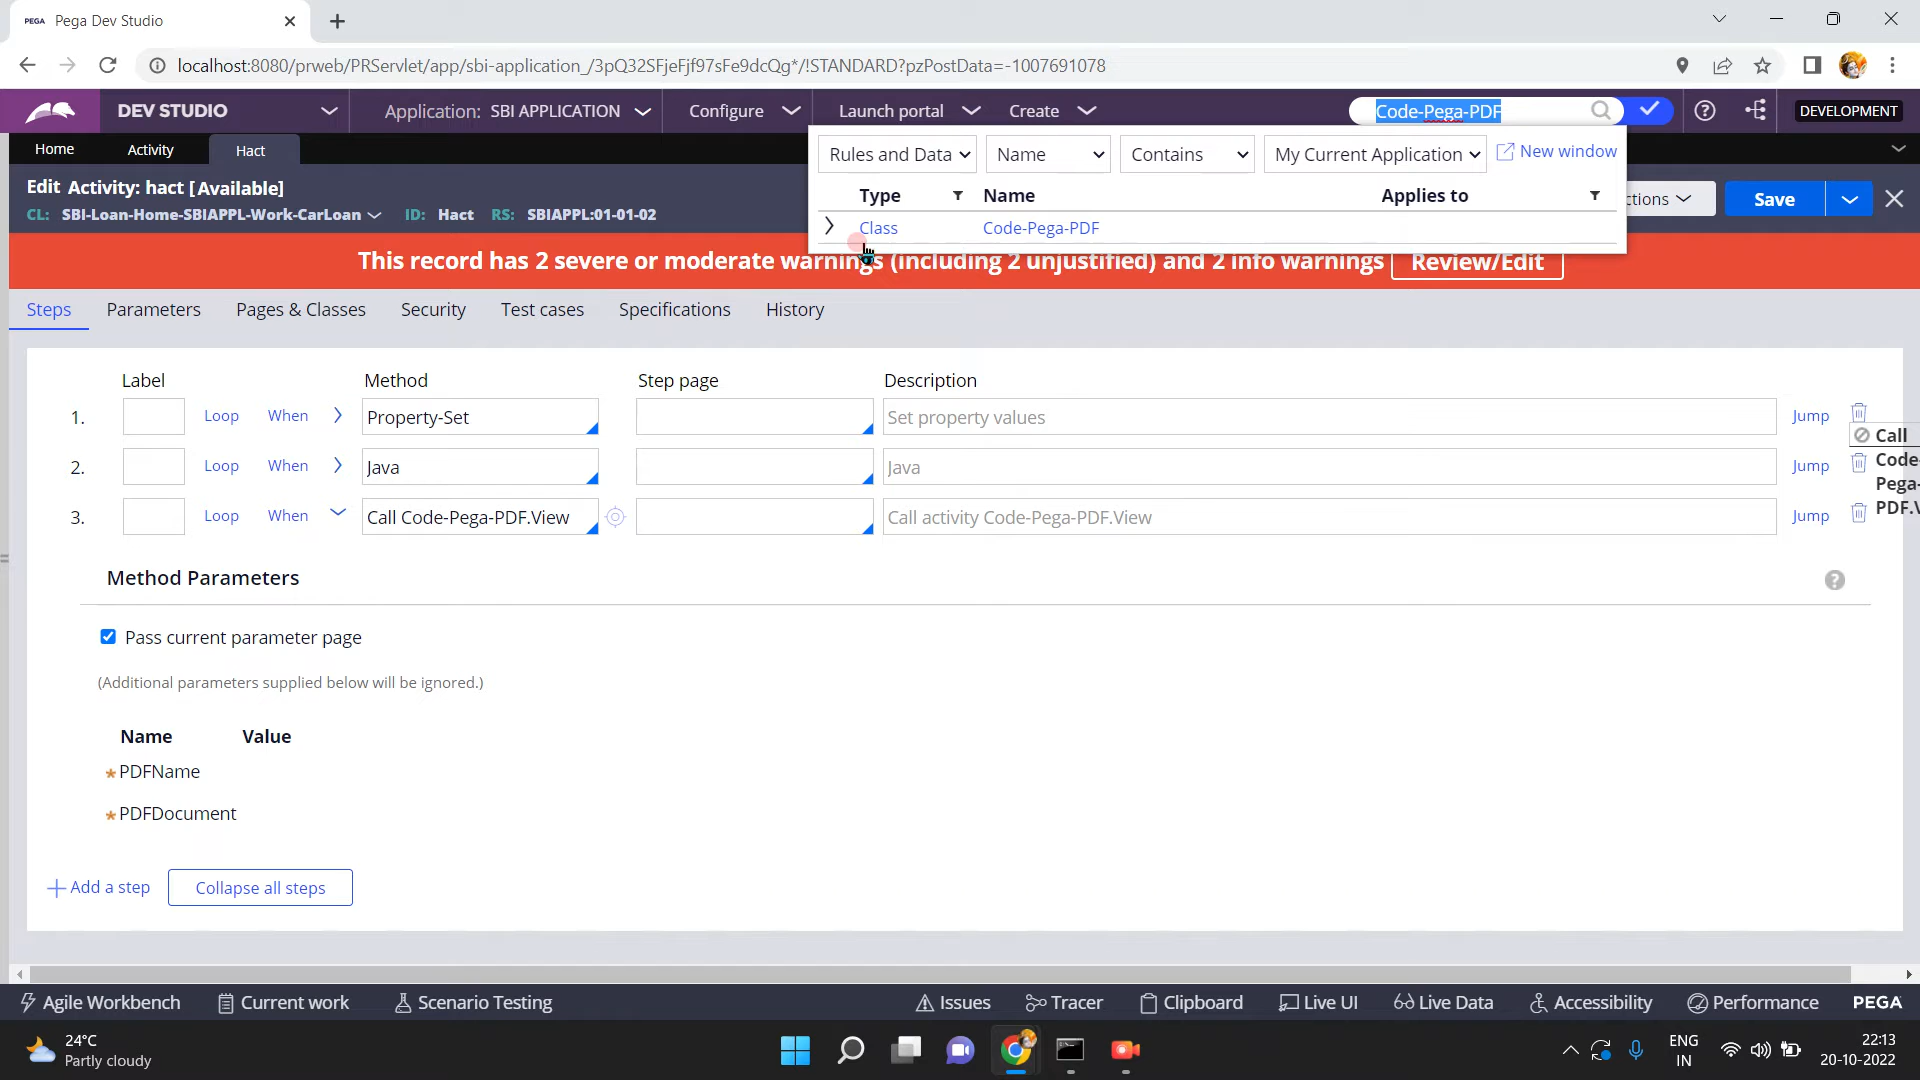 PEGA Pega Dev Studio
localhost:8080/prweb/PRServlet/app/sbi-application_/3pQ32SFjeFjf97sFe9dcQg*/!STANDARD?pzPostData=-1007691078
DEV STUDIO Application: SBI APPLICATION Configure Launch portal Create Code-Pega-PDF DEVELOPMENT
Home Activity Hact
Rules and Data Name Contains My Current Application New window
Edit Activity: hact [Available]
CL: SBI-Loan-Home-SBIAPPL-Work-CarLoan ID: Hact RS: SBIAPPL:01-01-02
Type Name Applies to
ctions Save
Class Code-Pega-PDF
This record has 2 severe or moderate warnings (including 2 unjustified) and 2 info warnings Review/Edit
Steps Parameters Pages & Classes Security Test cases Specifications History
Label Method Step page Description
1. Loop When Property-Set Set property values Jump
2. Loop When Java Java Jump
3. Loop When Call Code-Pega-PDF.View Call activity Code-Pega-PDF.View Jump
Call
Code-
Pega-
PDF.V
Method Parameters
Pass current parameter page
(Additional parameters supplied below will be ignored.)
Name Value
*PDFName
*PDFDocument
Add a step Collapse all steps
Agile Workbench Current work Scenario Testing Issues Tracer Clipboard Live UI Live Data Accessibility Performance PEGA
24°C
Partly cloudy
ENG
IN
22:13
20-10-2022